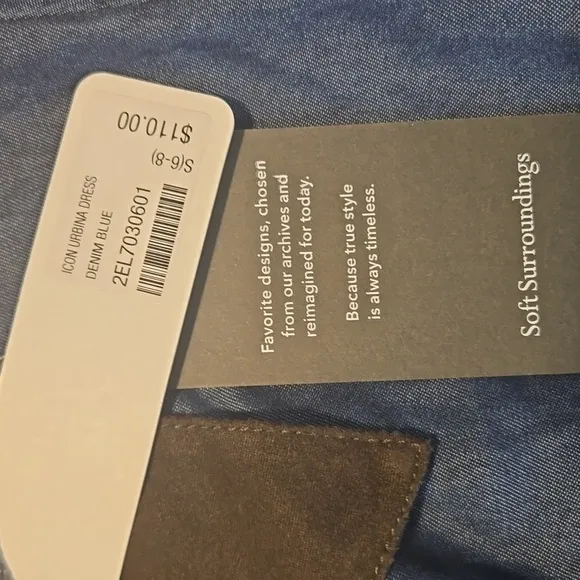 ICON URBINA DRESS
DENIM BLUE
2EL7030601
S(6-8)
$110.00
Favorite designs, chosen
from our archives and
reimagined for today.
Because true style
is always timeless.
Soft Surroundings